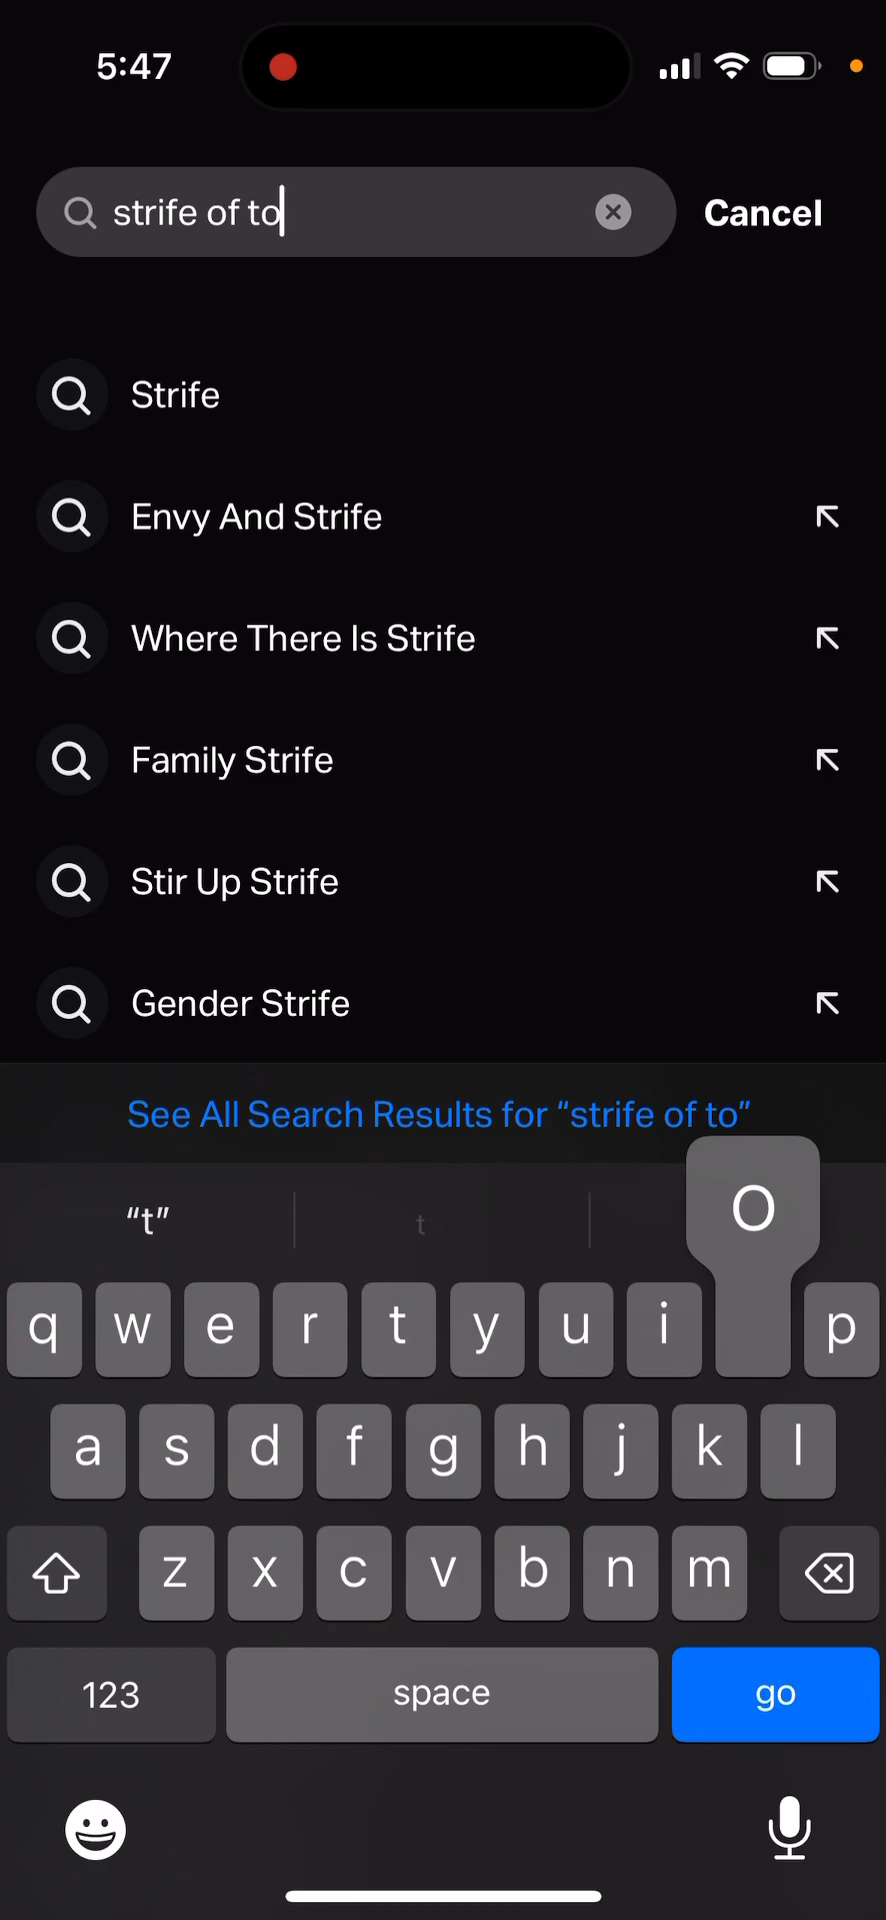 5:47
strife of to
Cancel
Strife
Envy And Strife
Where There Is Strife
Family Strife
Stir Up Strife
Gender Strife
See All Search Results for “strife of to”
“t”
t
O
q w e r t y u i p
a s d f g h j k l
z x c v b n m
123
space
go